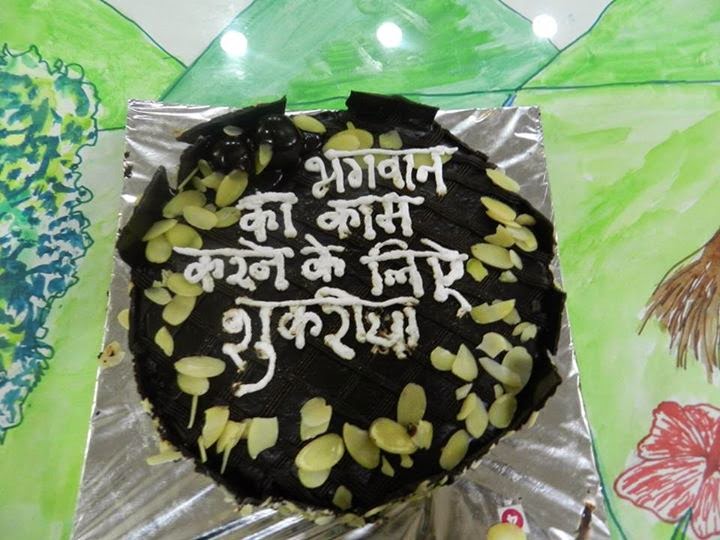 भगवान
का काम
करने के लिए
शुकरीया